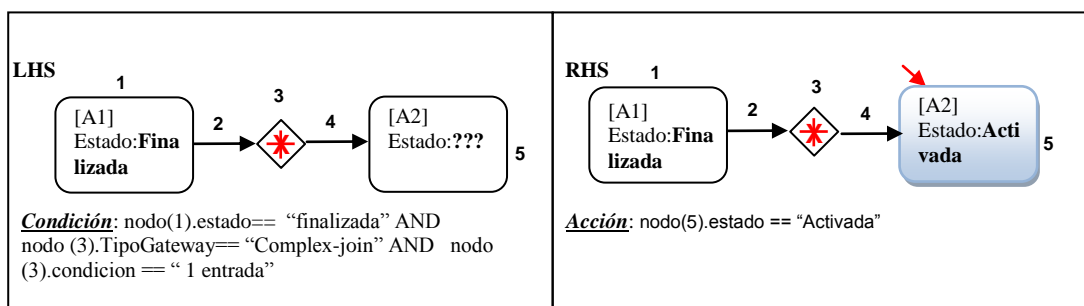 LHS
1
[A1]
Estado:Fina
lizada
2
3
4
[A2]
Estado:???
5
Condición: nodo(1).estado== “finalizada” AND
nodo (3).TipoGateway== “Complex-join” AND nodo
(3).condicion == “ 1 entrada”
RHS
1
[A1]
Estado:Fina
lizada
2
3
4
[A2]
Estado:Acti
vada
5
Acción: nodo(5).estado == “Activada”